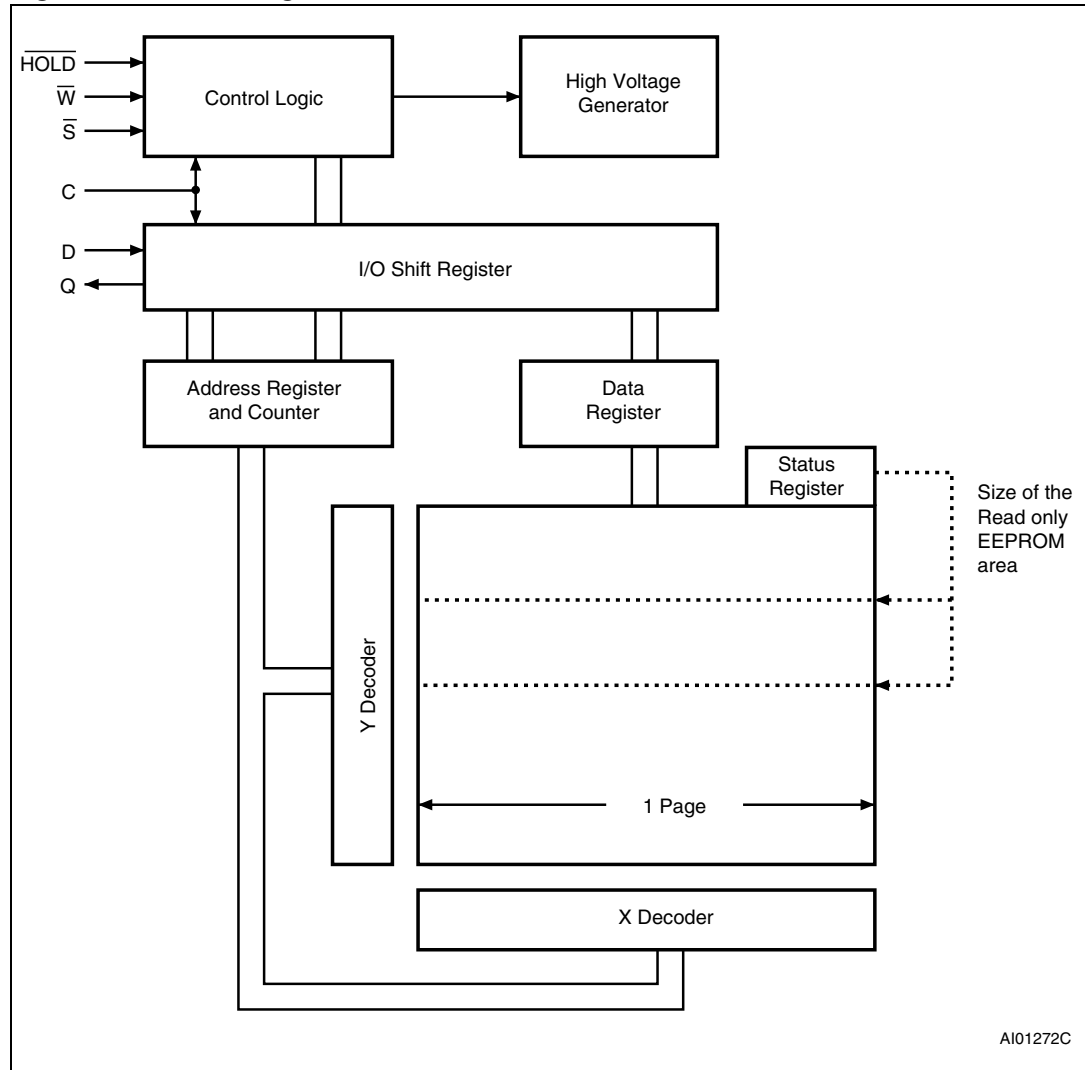 H̅O̅L̅D̅
W̅
S̅
C
D
Q
Control Logic
High Voltage
Generator
I/O Shift Register
Address Register
and Counter
Data
Register
Status
Register
Size of the
Read only
EEPROM
area
Y Decoder
1 Page
X Decoder
AI01272C